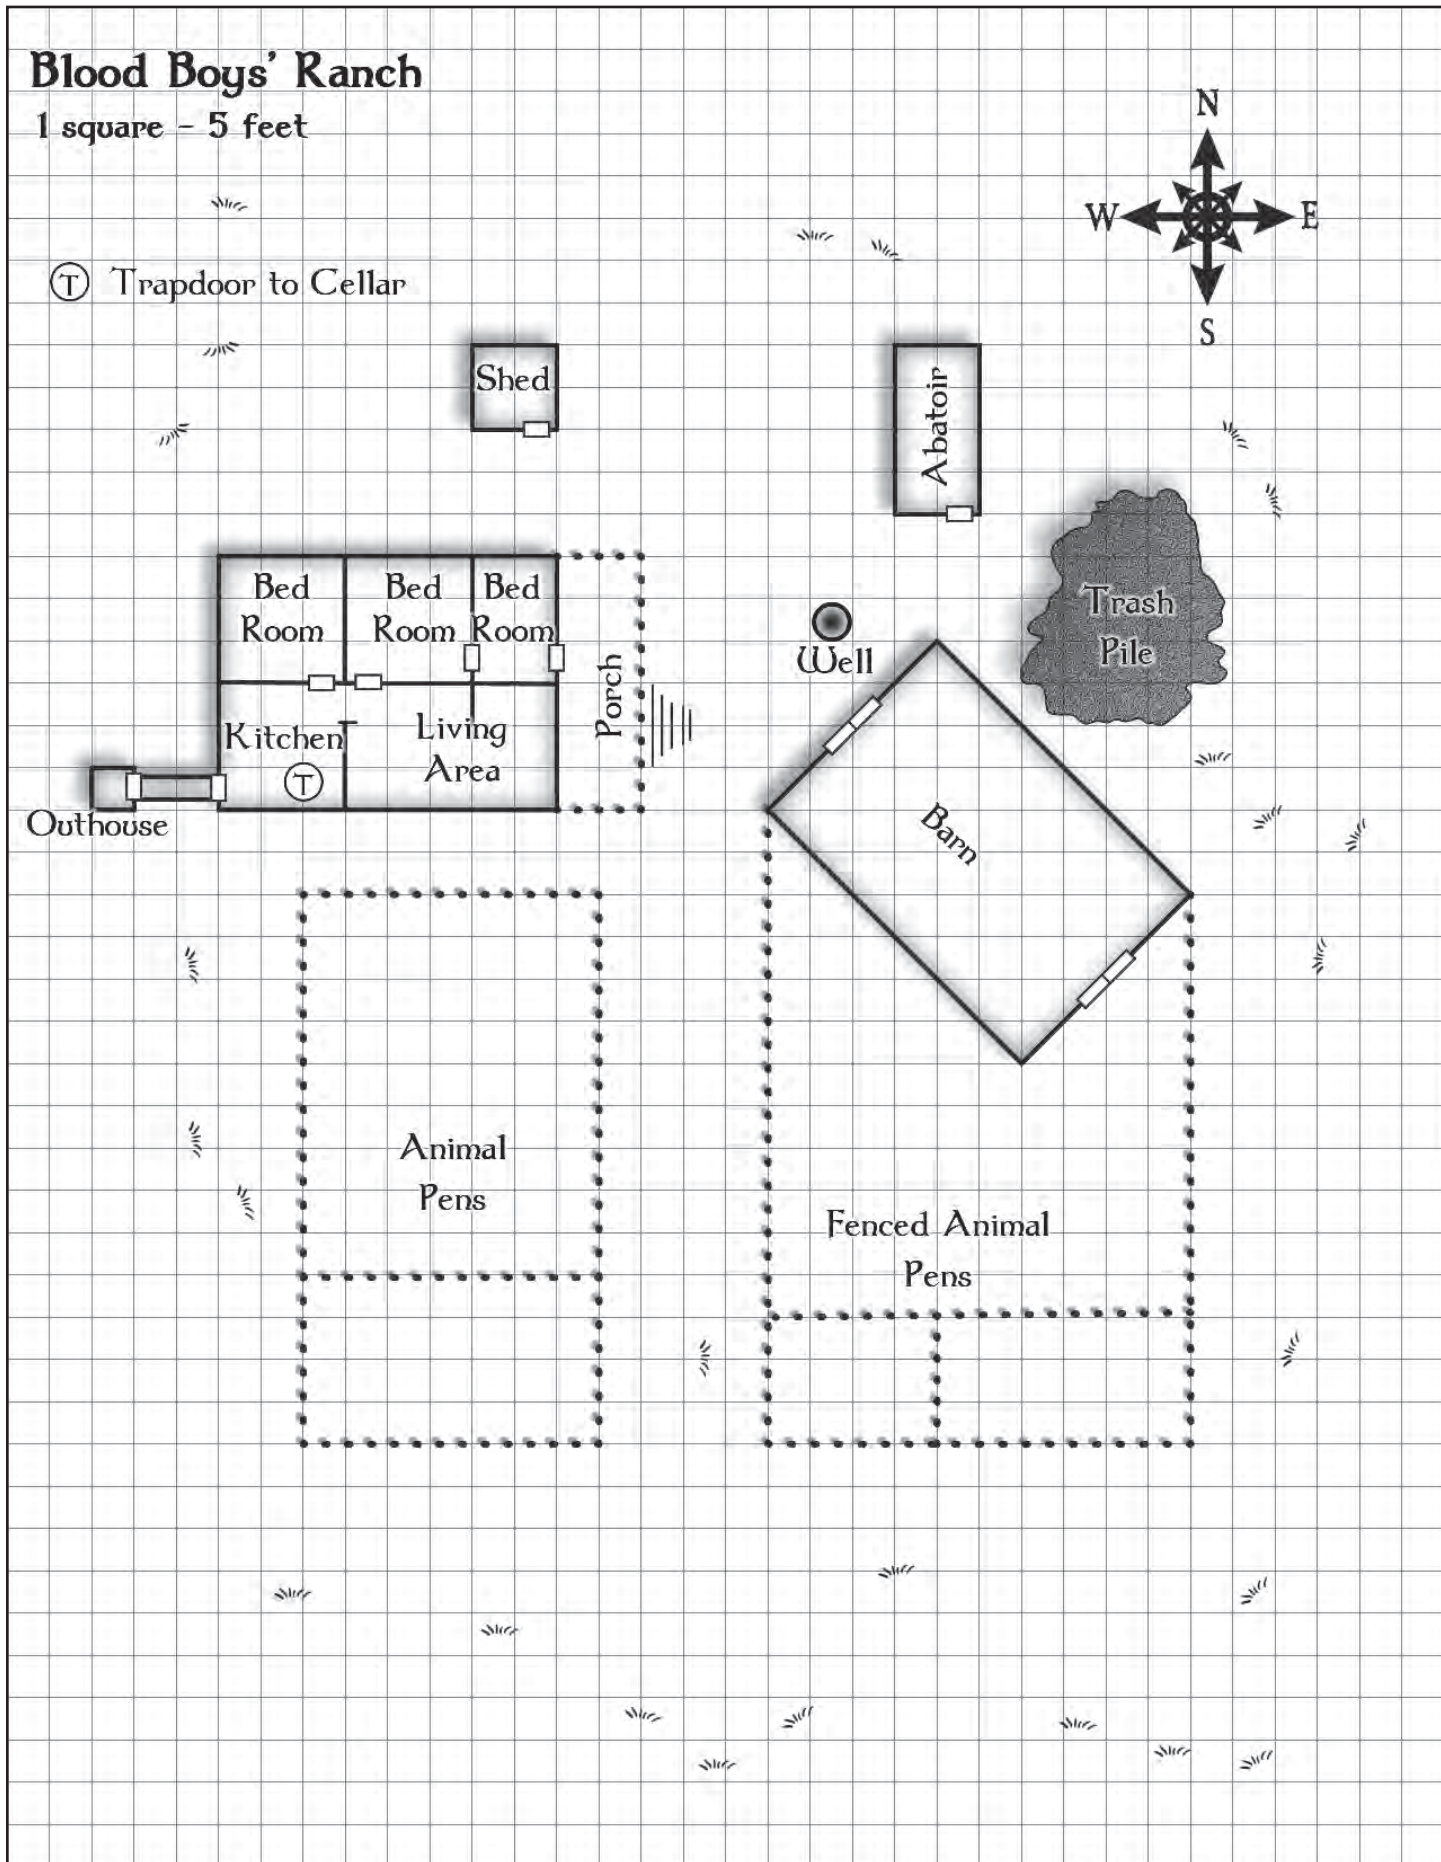 Blood Boys' Ranch
1 square - 5 feet
N
W
E
S
T
Trapdoor to Cellar
Shed
Abatoir
Bed
Room
Bed
Room
Bed
Room
Porch
Well
Trash
Pile
Kitchen
T
Living
Area
Outhouse
Barn
Animal
Pens
Fenced Animal
Pens